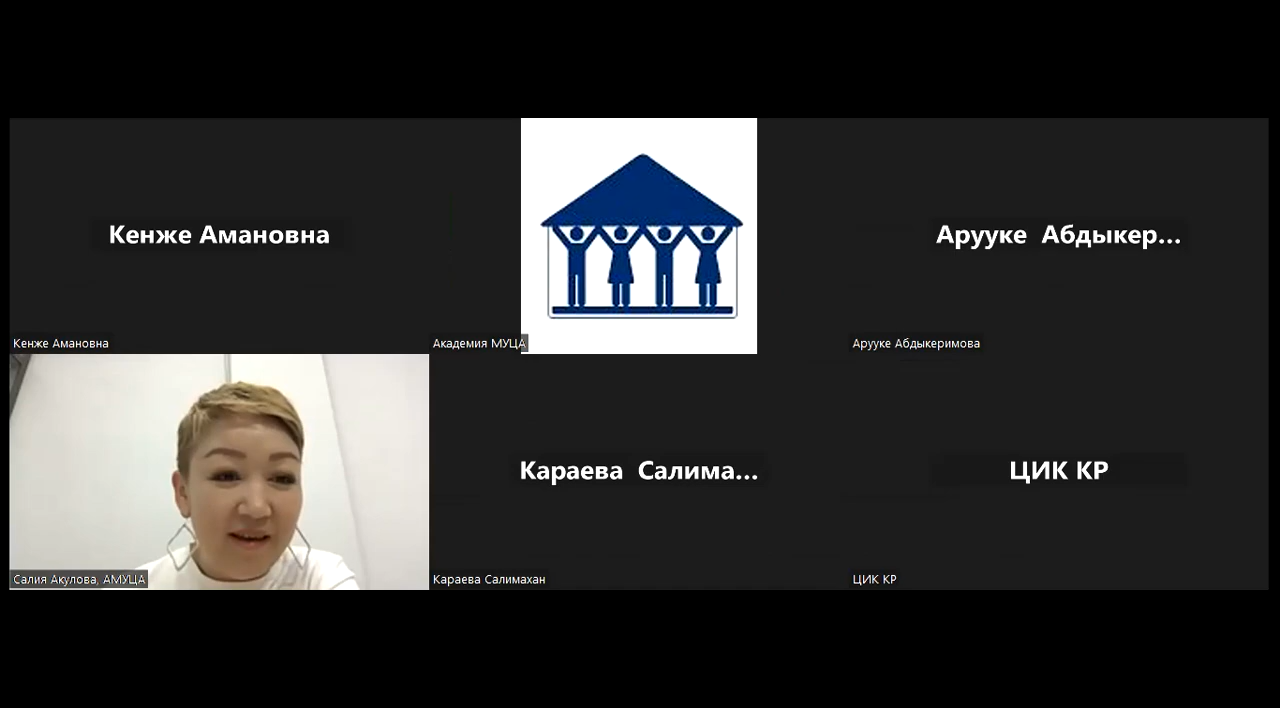 Кенже Амановна
Арууке Абдыкер...
Кенже Амановна
Академия МУЦА
Арууке Абдыкеримова
Караева Салима...
ЦИК КР
Салия Акулова, АМУЦА
Караева Салимахан
ЦИК КР